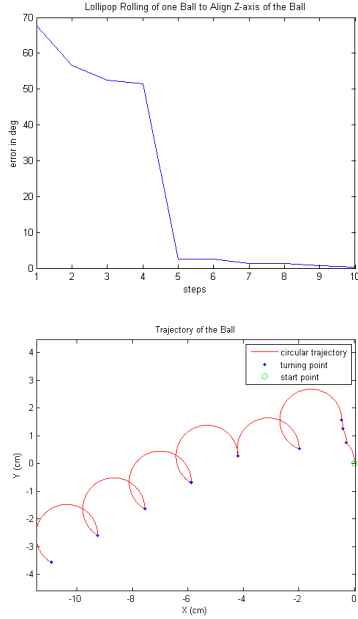 Lollipop Rolling of one Ball to Align Z-axis of the Ball
70
60
50
40
30
20
10
0
error in deg
1 2 3 4 5 6 7 8 9 10
steps
Trajectory of the Ball
circular trajectory
turning point
start point
4
3
2
1
0
-1
-2
-3
-4
Y (cm)
-10 -8 -6 -4 -2 0
X (cm)